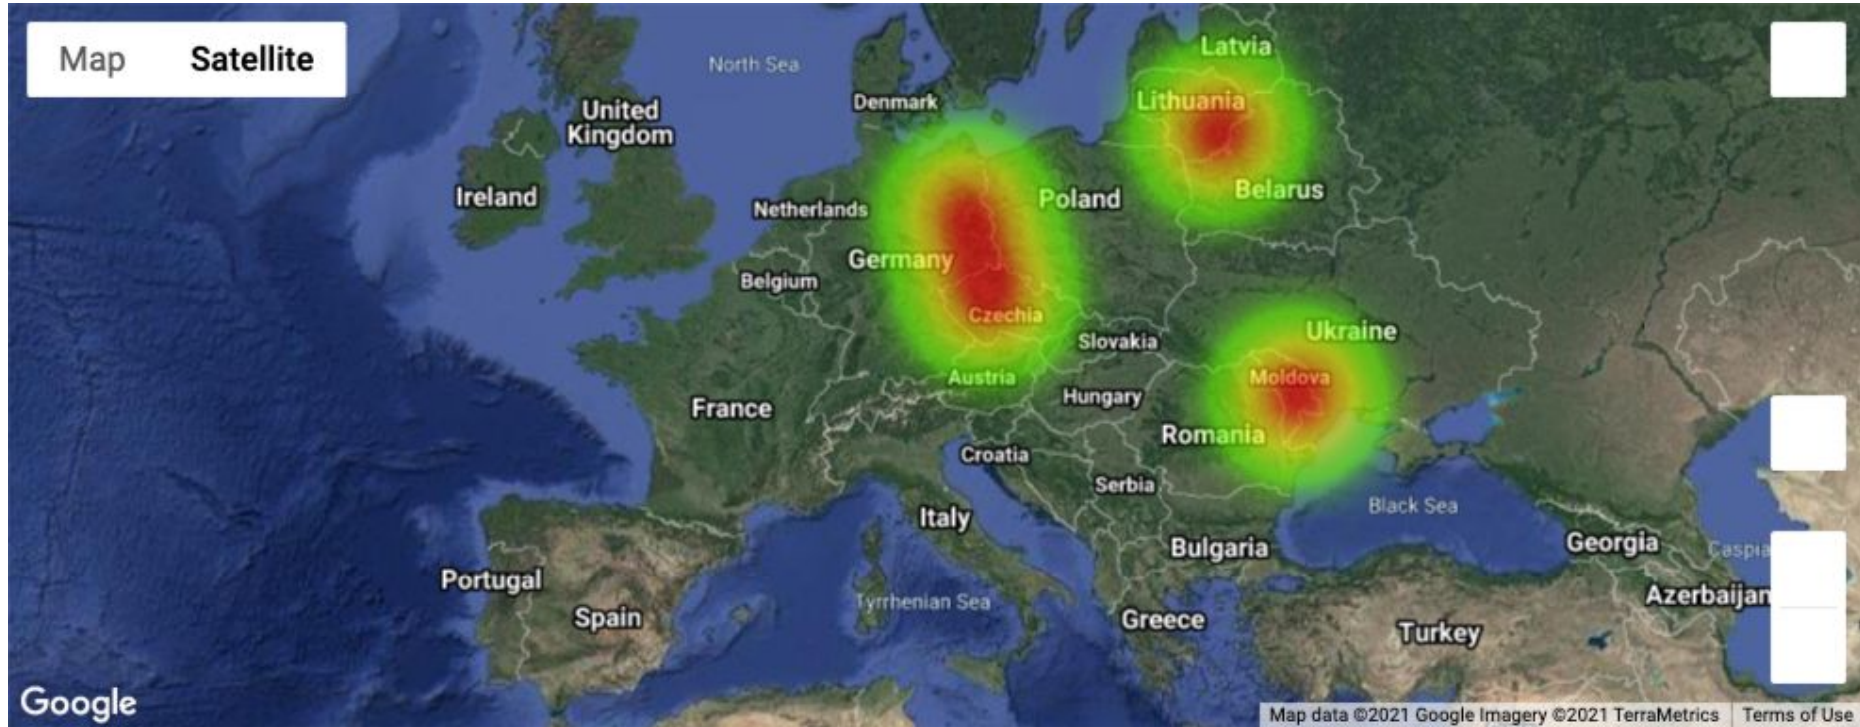 Map
Satellite
North Sea
Latvia
Denmark
Lithuania
United
Kingdom
Ireland
Netherlands
Poland
Belarus
Germany
Belgium
Czechia
Slovakia
Ukraine
Austria
Moldova
Hungary
France
Romania
Croatia
Serbia
Italy
Black Sea
Bulgaria
Georgia
Caspia
Portugal
Spain
Tyrrhenian Sea
Greece
Azerbaijan
Turkey
Google
Map data ©2021 Google Imagery ©2021 TerraMetrics
Terms of Use